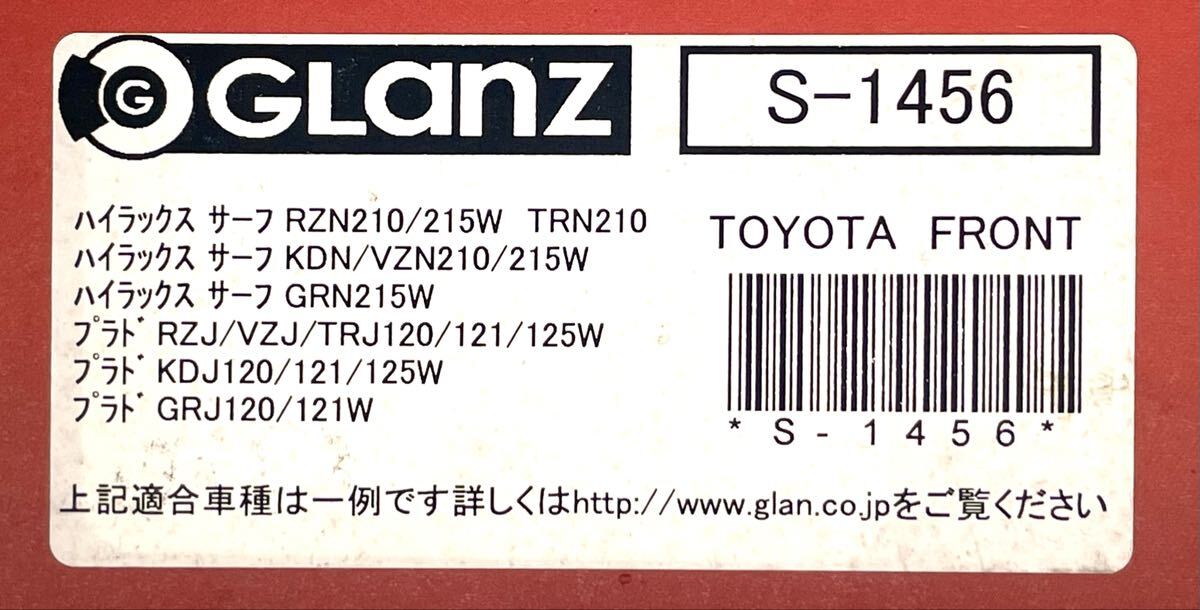 G GLanz
S-1456
ﾊｲﾗｯｸｽ ｻｰﾌ RZN210/215W TRN210
ﾊｲﾗｯｸｽ ｻｰﾌ KDN/VZN210/215W
ﾊｲﾗｯｸｽ ｻｰﾌ GRN215W
ﾌﾟﾗﾄﾞ RZJ/VZJ/TRJ120/121/125W
ﾌﾟﾗﾄﾞ KDJ120/121/125W
ﾌﾟﾗﾄﾞ GRJ120/121W
TOYOTA FRONT
*S-1456*
上記適合車種は一例です詳しくはhttp://www.glan.co.jpをご覧ください